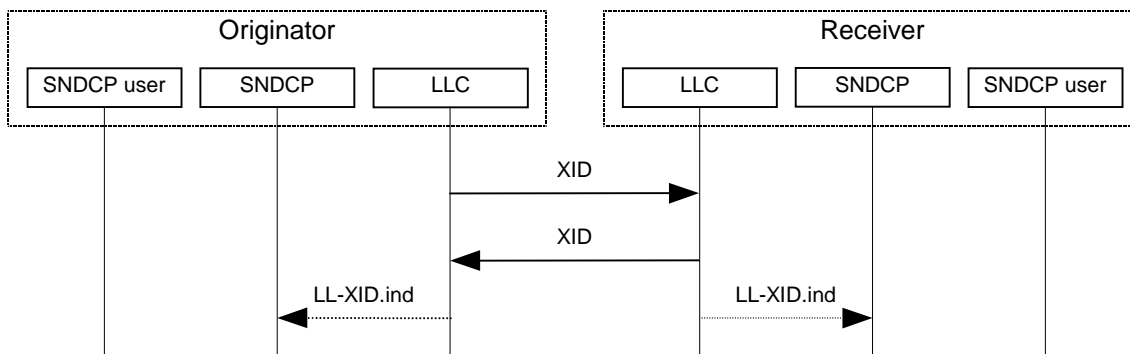 Originator
Receiver
SNDCP user
SNDCP
LLC
LLC
SNDCP
SNDCP user
XID
XID
LL-XID.ind
LL-XID.ind